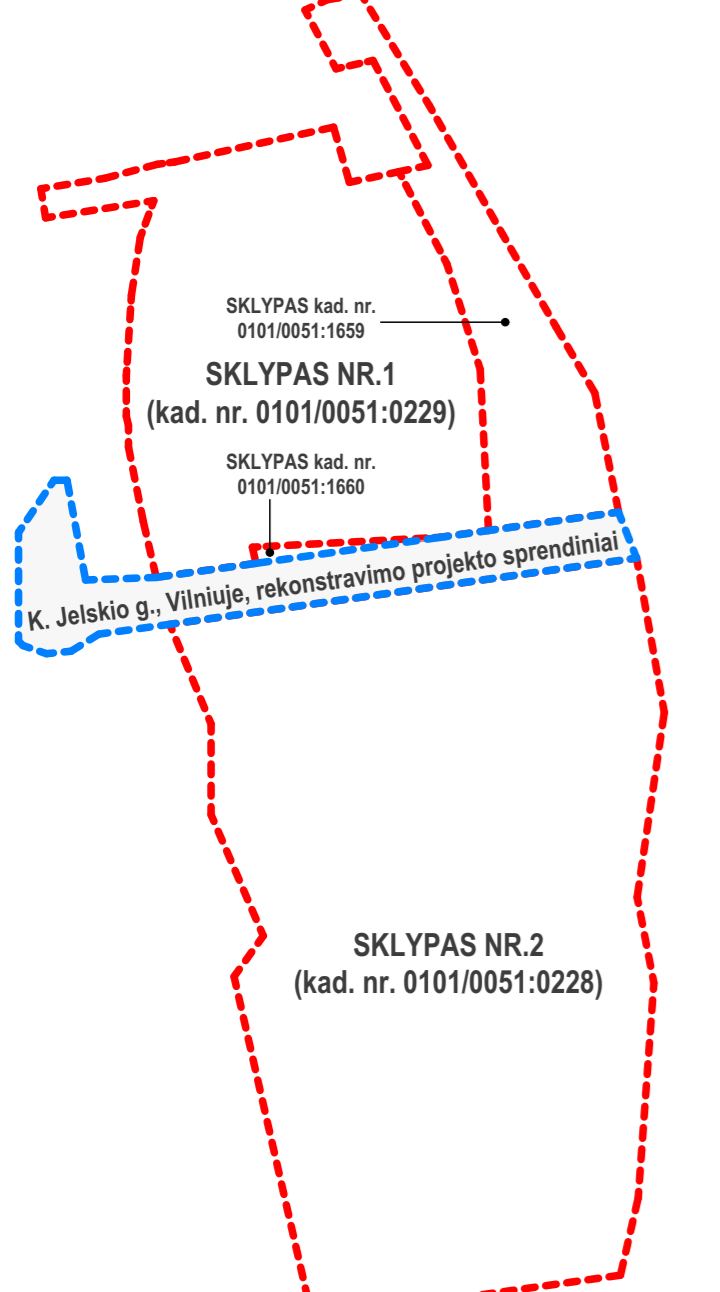 SKLYPAS kad. nr.
0101/0051:1659
SKLYPAS NR.1
(kad. nr. 0101/0051:0229)
SKLYPAS kad. nr.
0101/0051:1660
K. Jelskio g., Vilniuje, rekonstravimo projekto sprendiniai
SKLYPAS NR.2
(kad. nr. 0101/0051:0228)